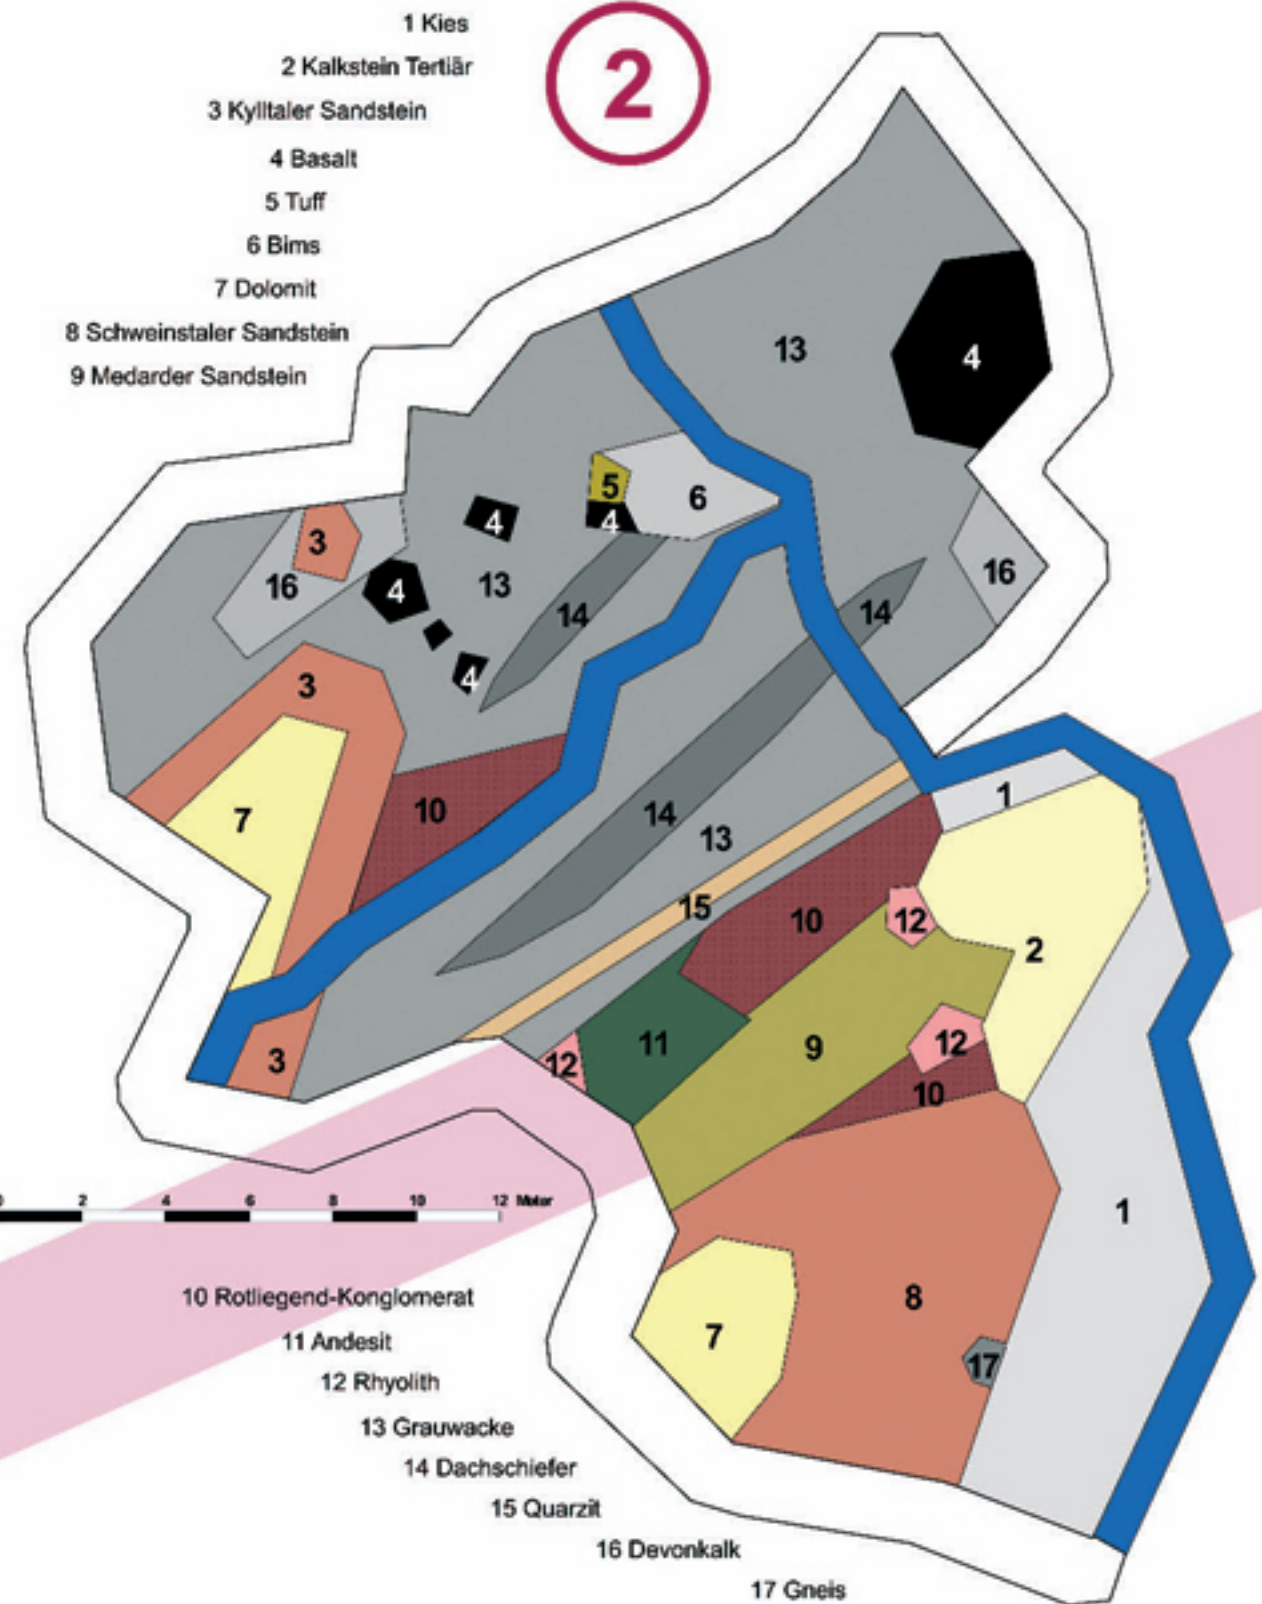 1 Kies
2
2 Kalkstein Tertiär
3 Kylltaler Sandstein
4 Basalt
5 Tuff
6 Bims
7 Dolomit
8 Schweinstaler Sandstein
9 Medarder Sandstein
13
4
5
6
4
4
3
16
4
13
14
14
16
4
3
7
10
14
13
1
15
10
12
2
11
9
12
12
10
3
0 2 4 6 8 10 12 Meter
1
8
7
17
10 Rotliegend-Konglomerat
11 Andesit
12 Rhyolith
13 Grauwacke
14 Dachschiefer
15 Quarzit
16 Devonkalk
17 Gneis